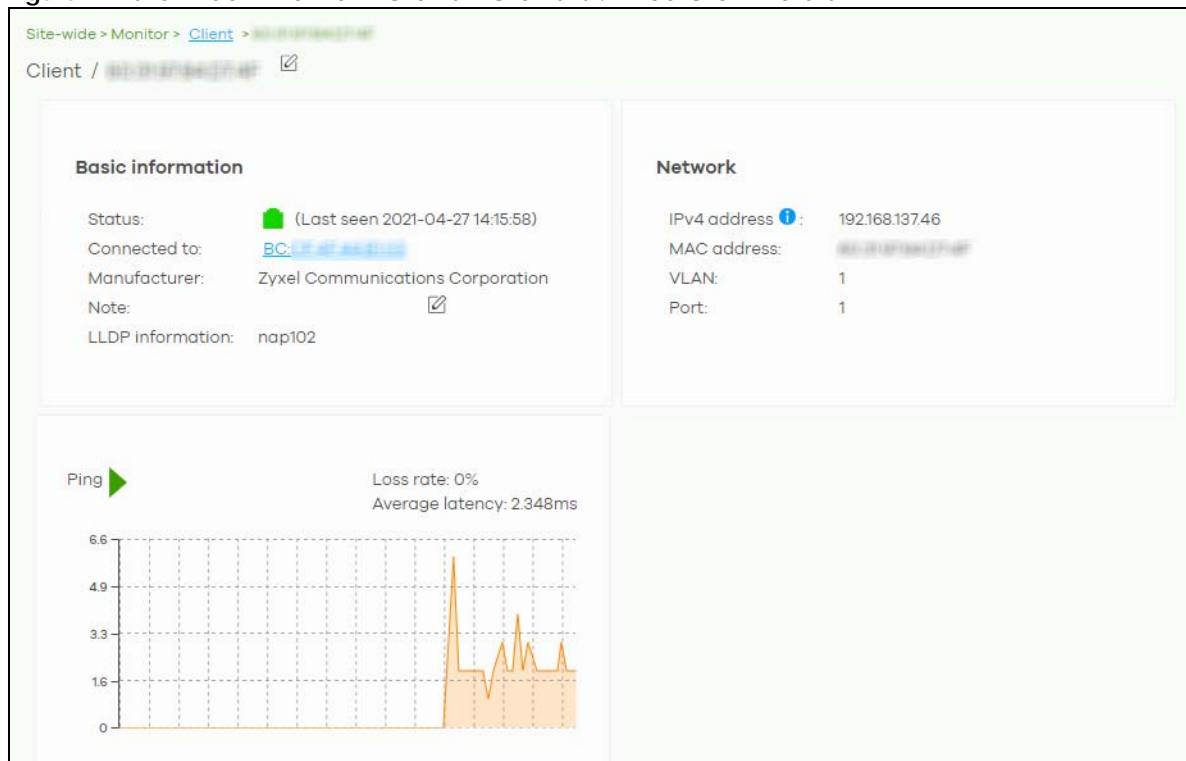 Site-wide > Monitor > Client >
Client /
Basic information
Status: (Last seen 2021-04-27 14:15:58)
Connected to: BC:
Manufacturer: Zyxel Communications Corporation
Note:
LLDP information: nap102
Network
IPv4 address : 192.168.137.46
MAC address:
VLAN: 1
Port: 1
Ping
Loss rate: 0%
Average latency: 2.348ms
6.6
4.9
3.3
1.6
0